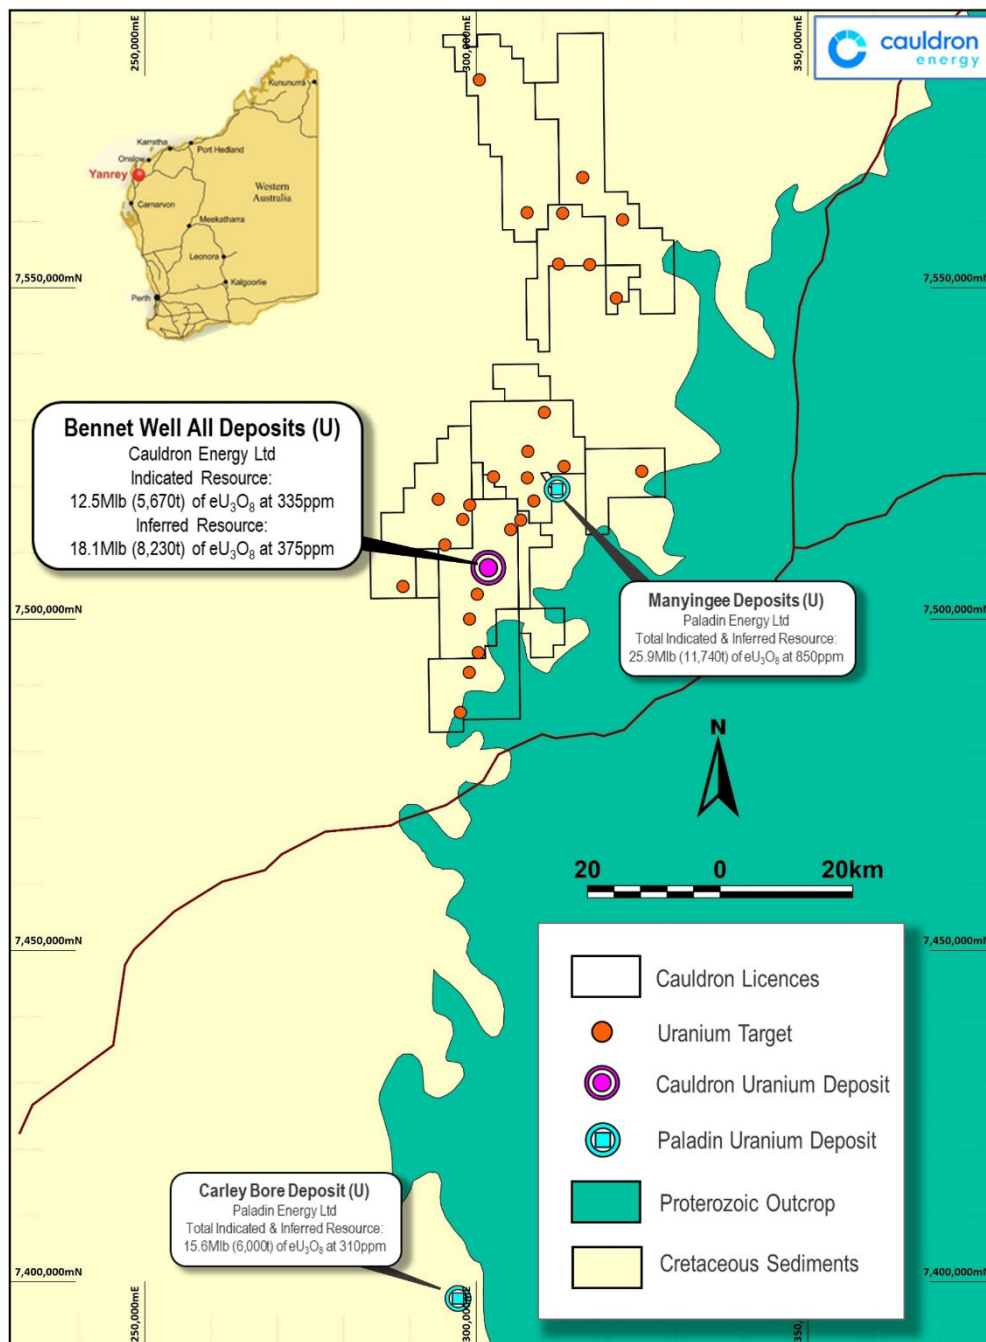 250,000mE
300,000mE
350,000mE
cauldron
energy
Kununurra
Karratha
Port Hedland
Onslow
Yanrey
Western
Australia
Carnarvon
Meekatharra
Leonora
Kalgoorlie
Perth
7,550,000mN
7,550,000mN
Bennet Well All Deposits (U)
Cauldron Energy Ltd
Indicated Resource:
12.5Mlb (5,670t) of eU₃O₈ at 335ppm
Inferred Resource:
18.1Mlb (8,230t) of eU₃O₈ at 375ppm
7,500,000mN
7,500,000mN
Manyingee Deposits (U)
Paladin Energy Ltd
Total Indicated & Inferred Resource:
25.9Mlb (11,740t) of eU₃O₈ at 850ppm
N
20 0 20km
7,450,000mN
7,450,000mN
Cauldron Licences
Uranium Target
Cauldron Uranium Deposit
Paladin Uranium Deposit
Proterozoic Outcrop
Cretaceous Sediments
Carley Bore Deposit (U)
Paladin Energy Ltd
Total Indicated & Inferred Resource:
15.6Mlb (6,000t) of eU₃O₈ at 310ppm
7,400,000mN
7,400,000mN
250,000mE
300,000mE